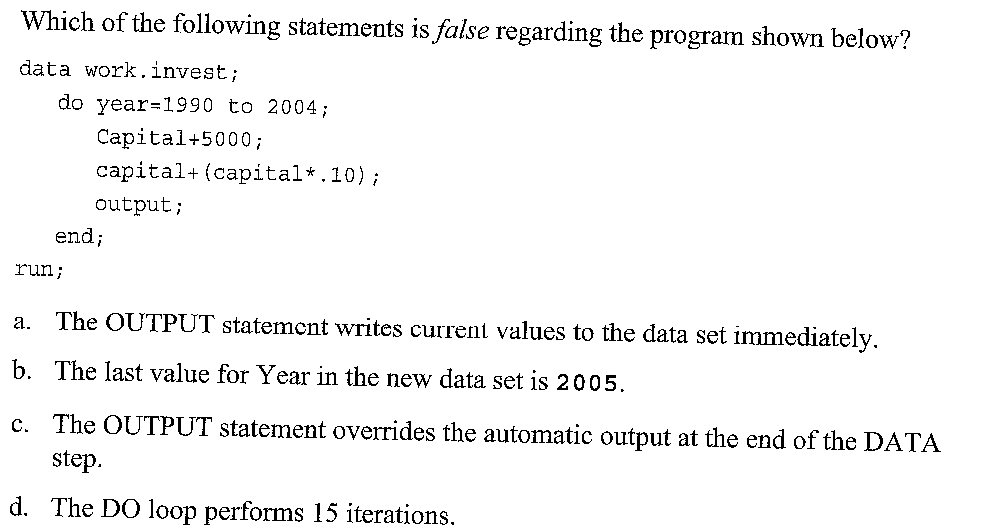 Which of the following statements is false regarding the program shown below?
data work.invest;
do year=1990 to 2004;
Capital+5000;
capital+(capital*.10);
output;
end;
run;
a. The OUTPUT statement writes current values to the data set immediately.
b. The last value for Year in the new data set is 2005.
c. The OUTPUT statement overrides the automatic output at the end of the DATA
step.
d. The DO loop performs 15 iterations.